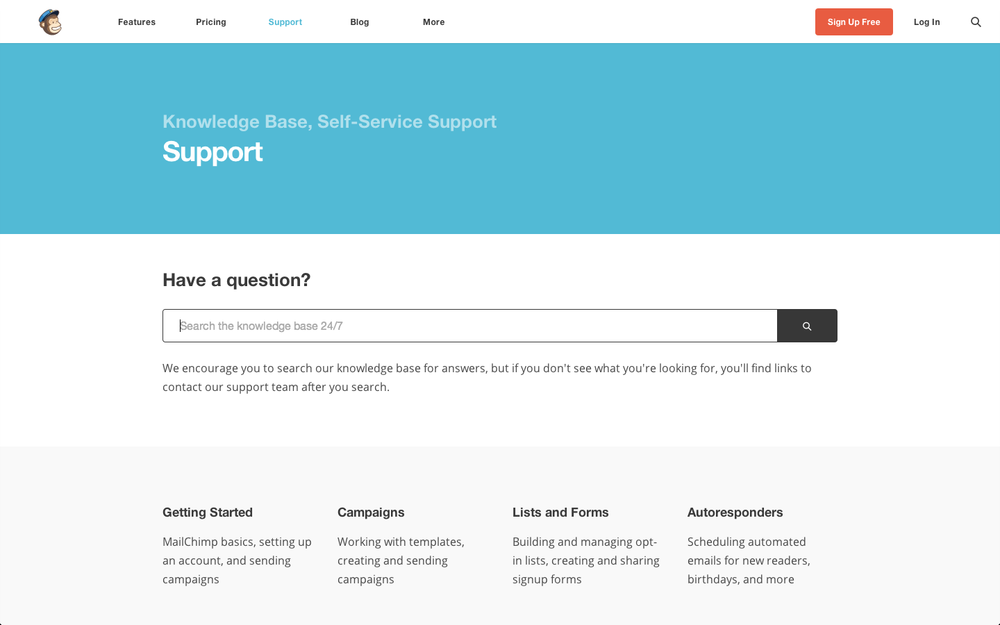 Features Pricing Support Blog More Sign Up Free Log In
Knowledge Base, Self-Service Support
Support
Have a question?
Search the knowledge base 24/7
We encourage you to search our knowledge base for answers, but if you don't see what you're looking for, you'll find links to
contact our support team after you search.
Getting Started
MailChimp basics, setting up
an account, and sending
campaigns
Campaigns
Working with templates,
creating and sending
campaigns
Lists and Forms
Building and managing opt-
in lists, creating and sharing
signup forms
Autoresponders
Scheduling automated
emails for new readers,
birthdays, and more